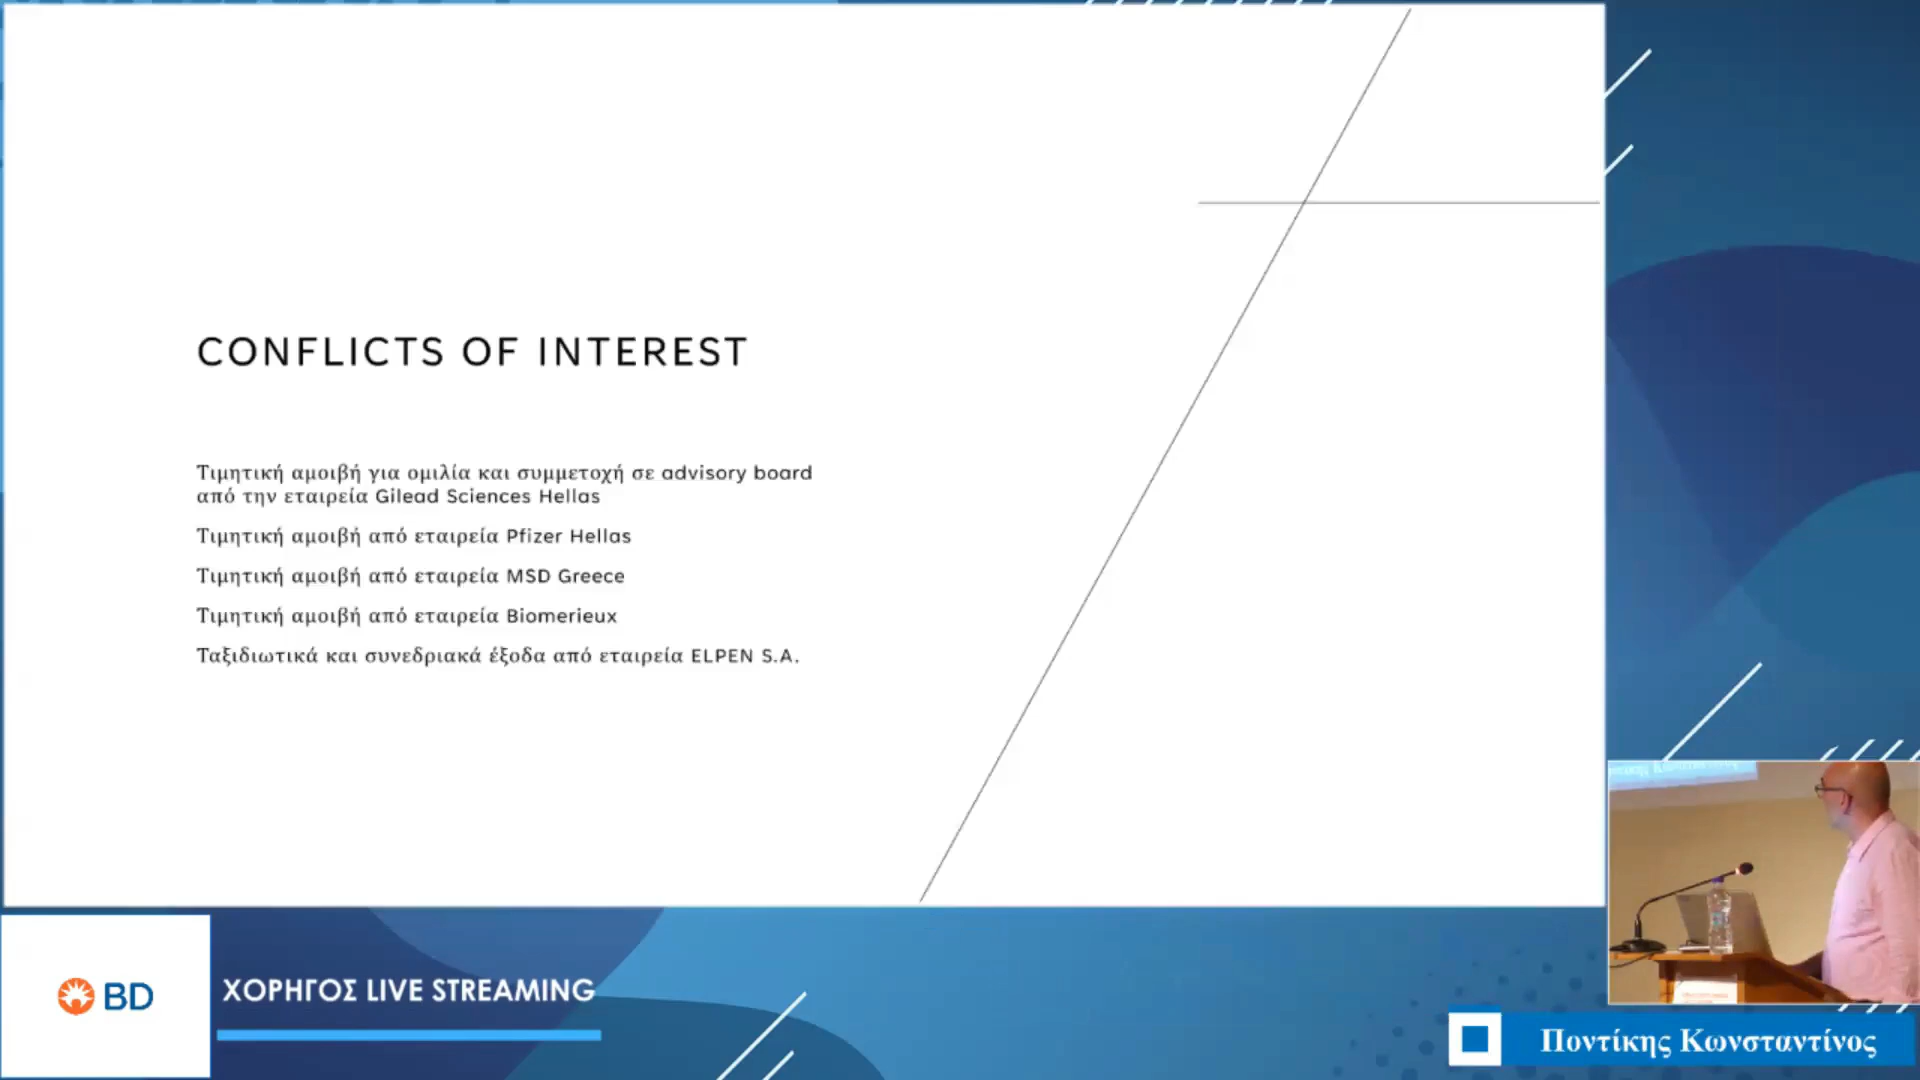 CONFLICTS OF INTEREST
Τιμητική αμοιβή για ομιλία και συμμετοχή σε advisory board
από την εταιρεία Gilead Sciences Hellas
Τιμητική αμοιβή από εταιρεία Pfizer Hellas
Τιμητική αμοιβή από εταιρεία MSD Greece
Τιμητική αμοιβή από εταιρεία Biomerieux
Ταξιδιωτικά και συνεδριακά έξοδα από εταιρεία ELPEN S.A.
BD
ΧΟΡΗΓΟΣ LIVE STREAMING
Ποντίκης Κωνσταντίνος